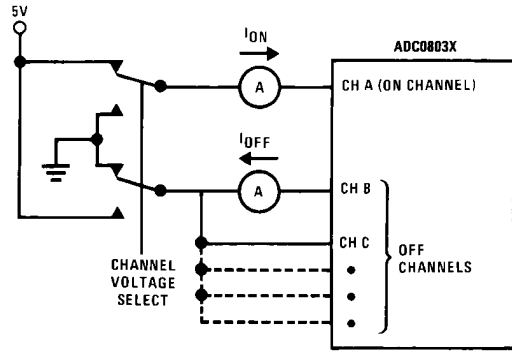 5V
ION
ADC0803X
A
CH A (ON CHANNEL)
IOFF
A
CH B
CH C
OFF
CHANNELS
CHANNEL
VOLTAGE
SELECT